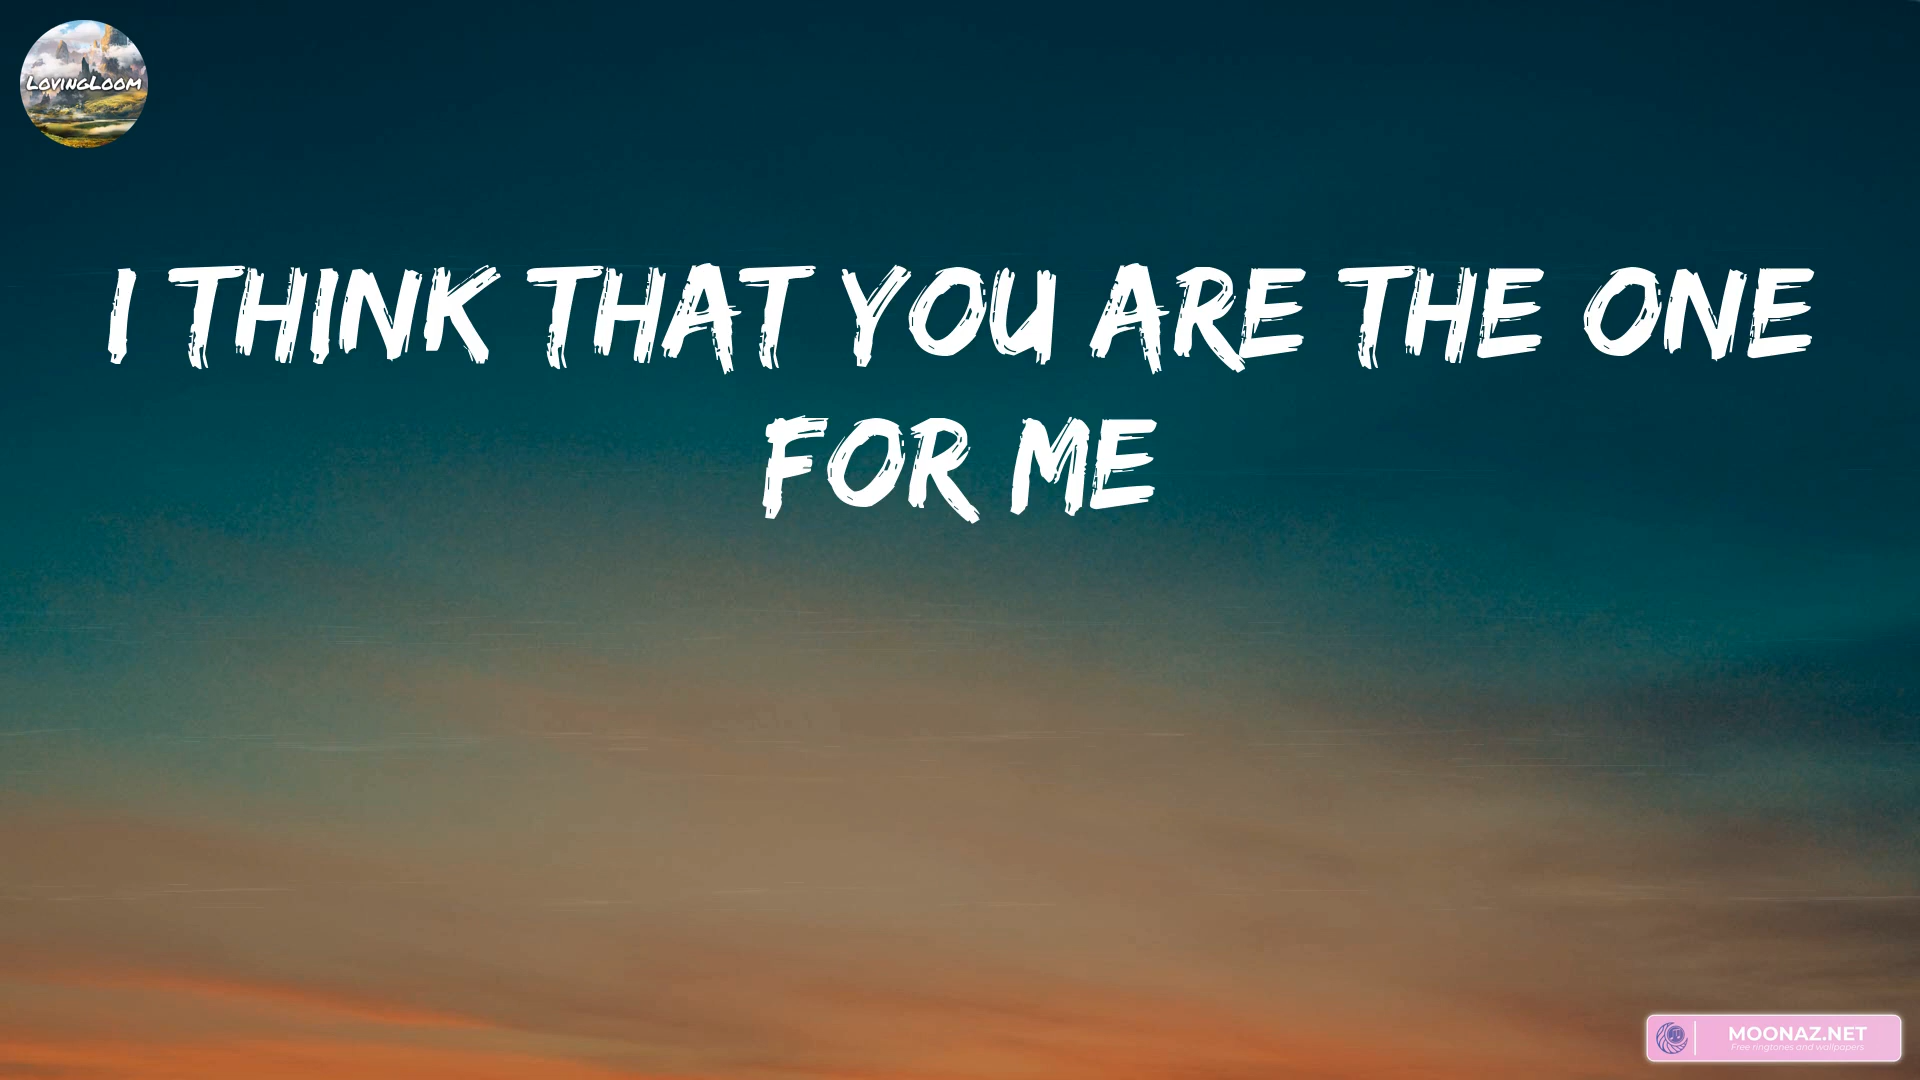 LOVINGLOOM
I THINK THAT YOU ARE THE ONE
FOR ME
MOONAZ.NET
Free ringtones and wallpapers